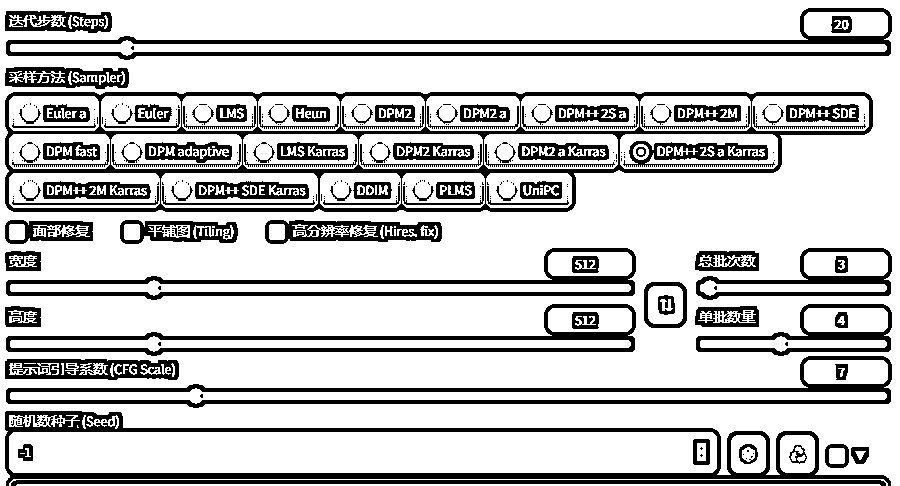 迭代步数 (Steps)
20
采样方法 (Sampler)
Euler a Euler LMS Heun DPM2 DPM2 a DPM++ 2S a DPM++ 2M DPM++ SDE
DPM fast DPM adaptive LMS Karras DPM2 Karras DPM2 a Karras DPM++ 2S a Karras
DPM++ 2M Karras DPM++ SDE Karras DDIM PLMS UniPC
面部修复 平铺图 (Tiling) 高分辨率修复 (Hires. fix)
宽度 512 总批次数 3
高度 512 单批数量 4
提示词引导系数 (CFG Scale) 7
随机数种子 (Seed)
-1